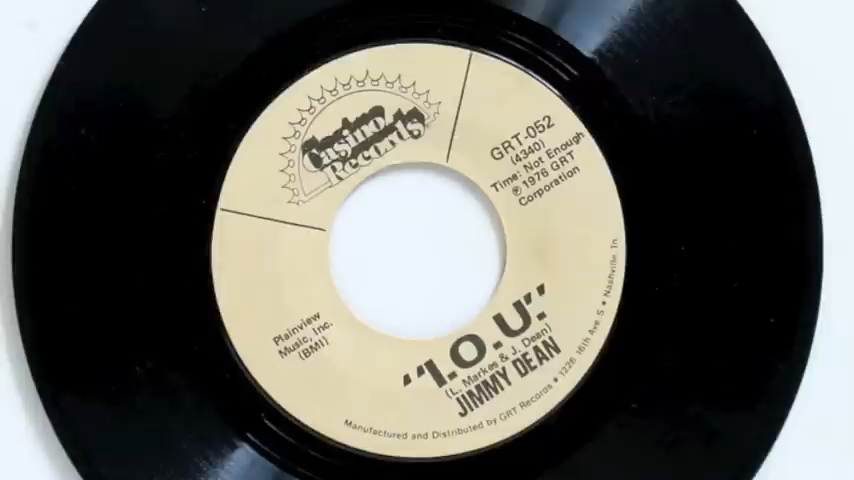 Casino
Records
GRT-052
(4340)
Time: Not Enough
℗ 1976 GRT
Corporation
Plainview
Music, Inc.
(BMI)
"I.O.U."
(L. Markes & J. Dean)
JIMMY DEAN
Manufactured and Distributed by GRT Records • 1226 16th Ave. S • Nashville, Tn